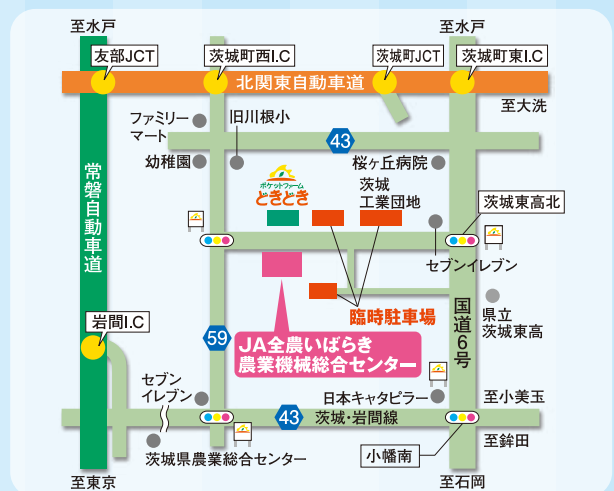 至水戸
至水戸
友部JCT
茨城町西I.C
茨城町JCT
茨城町東I.C
北関東自動車道
至大洗
ファミリー
マート
旧川根小
43
幼稚園
桜ヶ丘病院
ポケットファーム
どきどき
茨城
工業団地
茨城東高北
常磐自動車道
セブンイレブン
臨時駐車場
国道6号
県立
茨城東高
岩間I.C
59
JA全農いばらき
農業機械総合センター
セブン
イレブン
日本キャタピラー
至小美玉
43
茨城・岩間線
至鉾田
茨城県農業総合センター
小幡南
至東京
至石岡